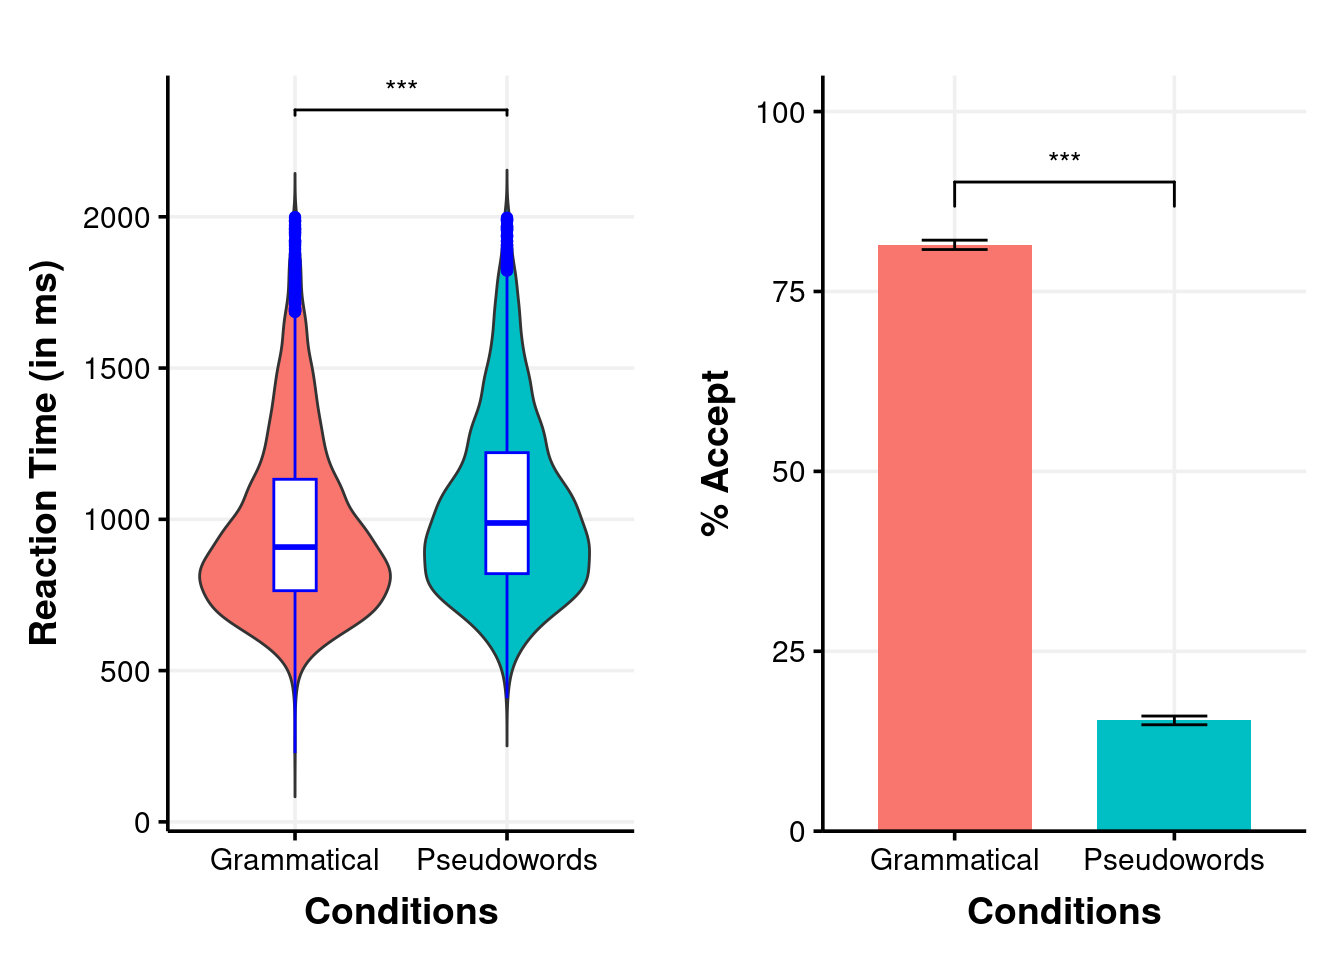 ***
2000
1500
1000
500
0
Reaction Time (in ms)
Grammatical Pseudowords
Conditions
***
100
75
50
25
0
% Accept
Grammatical Pseudowords
Conditions